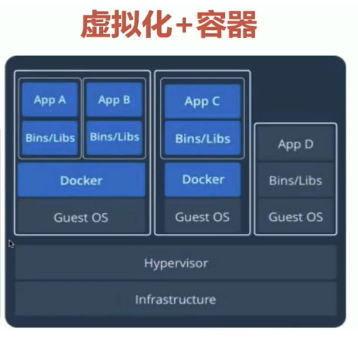 虚拟化+容器
App A
App B
App C
Bins/Libs
Bins/Libs
Bins/Libs
App D
Docker
Docker
Bins/Libs
Guest OS
Guest OS
Guest OS
Hypervisor
Infrastructure